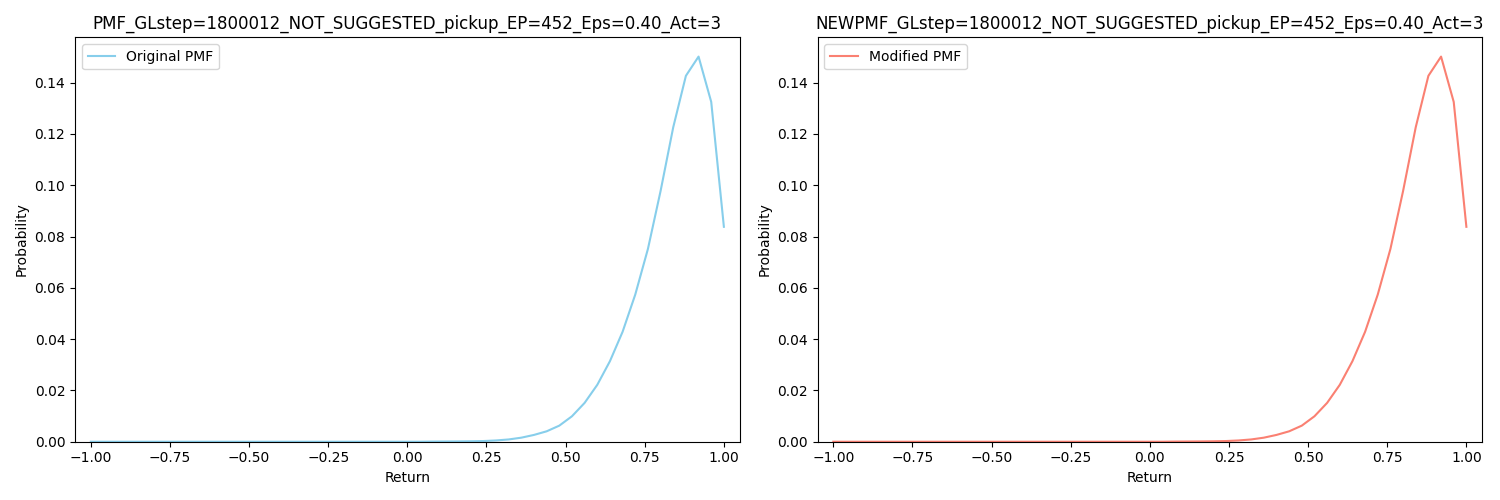 PMF_GLstep=1800012_NOT_SUGGESTED_pickup_EP=452_Eps=0.40_Act=3
Original PMF
0.14
0.12
0.10
0.08
0.06
0.04
0.02
0.00
Probability
−1.00 −0.75 −0.50 −0.25 0.00 0.25 0.50 0.75 1.00
Return
NEWPMF_GLstep=1800012_NOT_SUGGESTED_pickup_EP=452_Eps=0.40_Act=3
Modified PMF
0.14
0.12
0.10
0.08
0.06
0.04
0.02
0.00
Probability
−1.00 −0.75 −0.50 −0.25 0.00 0.25 0.50 0.75 1.00
Return